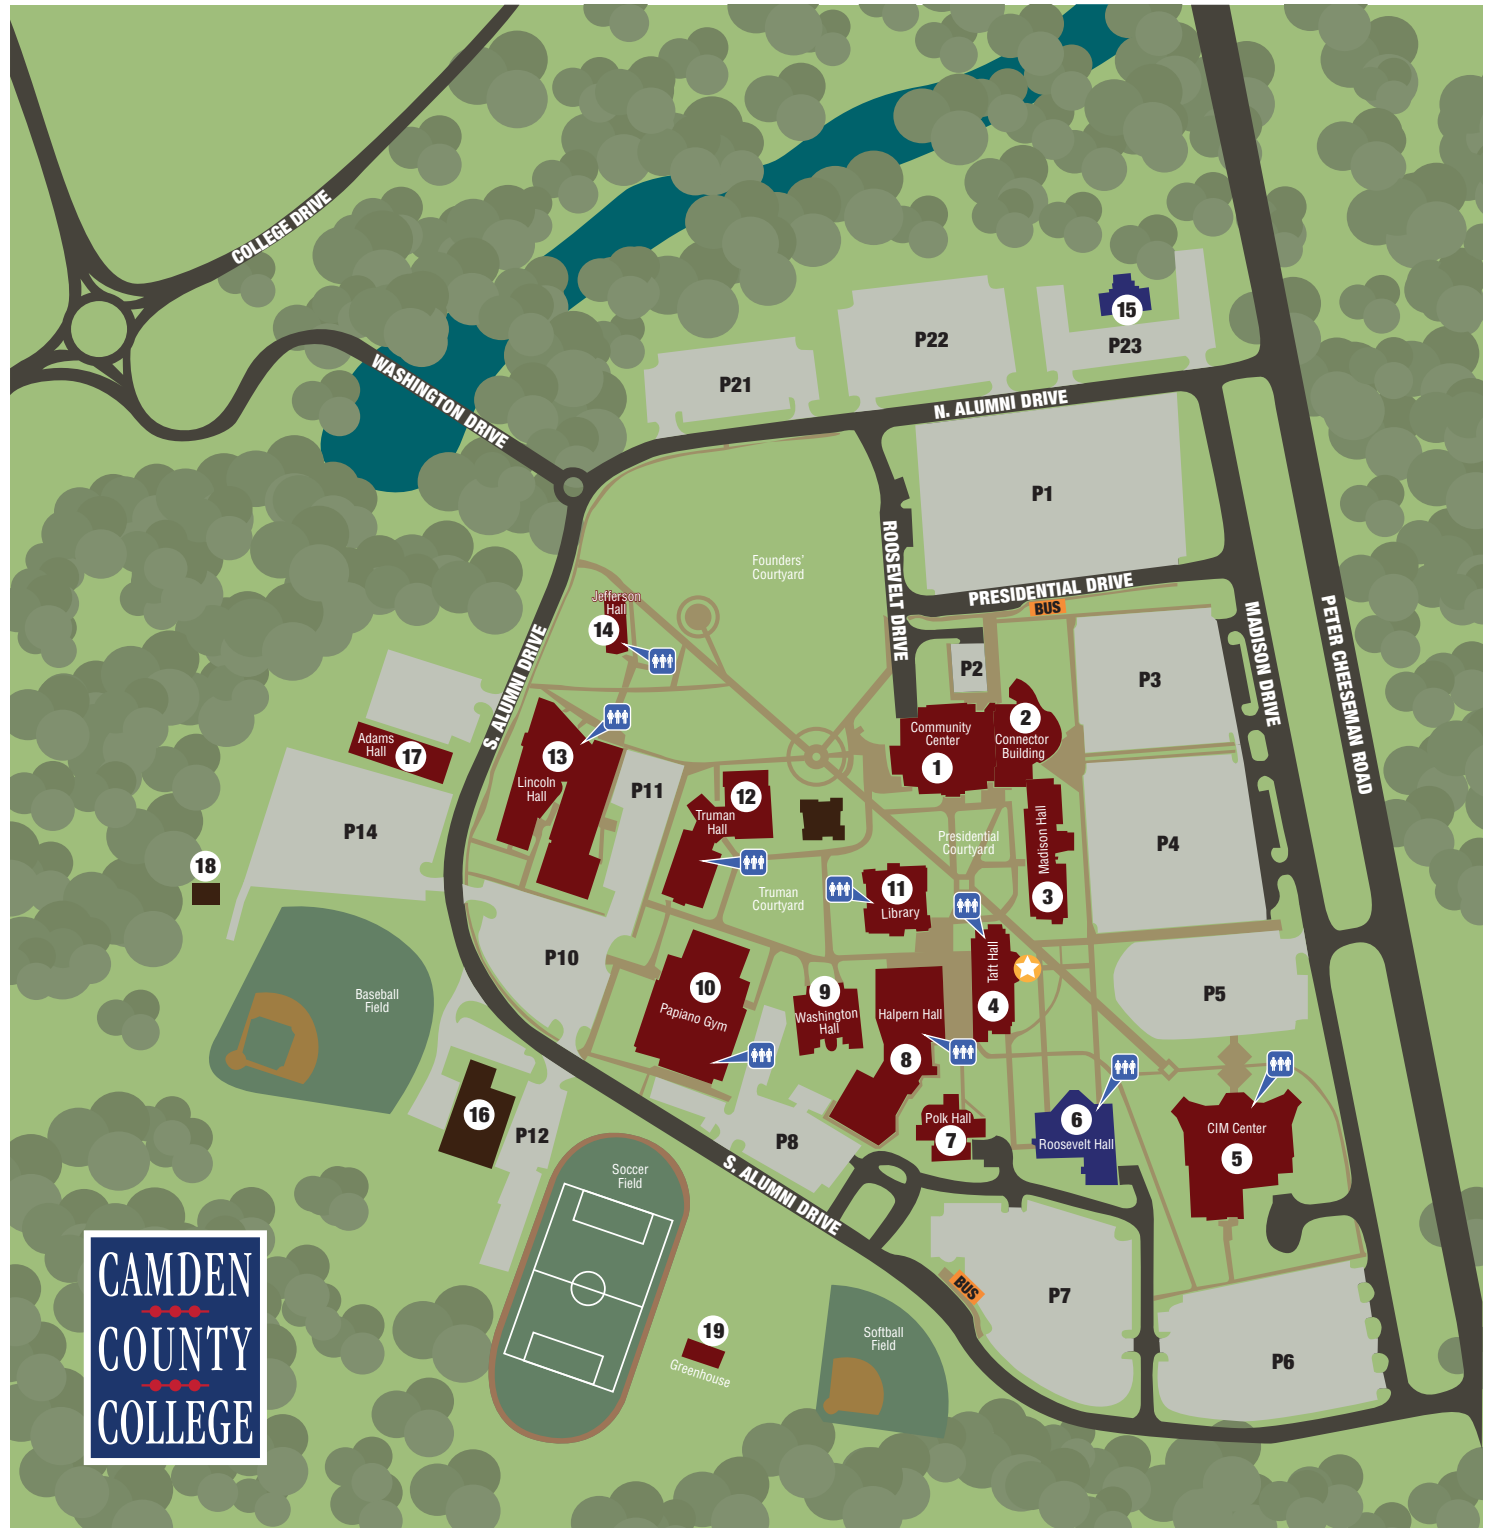 COLLEGE DRIVE
WASHINGTON DRIVE
15
P22
P23
P21
N. ALUMNI DRIVE
P1
ROOSEVELT DRIVE
Founders'
Courtyard
PRESIDENTIAL DRIVE
BUS
MADISON DRIVE
PETER CHEESEMAN ROAD
Jefferson
Hall
14
S. ALUMNI DRIVE
P2
P3
2
Connector
Building
Community
Center
1
Adams
Hall
17
13
Lincoln
Hall
P11
12
Truman
Hall
P14
18
Presidential
Courtyard
Madison Hall
3
P4
Truman
Courtyard
11
Library
P10
Taft Hall
4
P5
Baseball
Field
10
Papiano Gym
9
Washington
Hall
Halpern Hall
8
16
P12
P8
Polk Hall
7
6
Roosevelt Hall
CIM Center
5
Soccer
Field
S. ALUMNI DRIVE
BUS
P7
P6
19
Greenhouse
Softball
Field
CAMDEN
COUNTY
COLLEGE